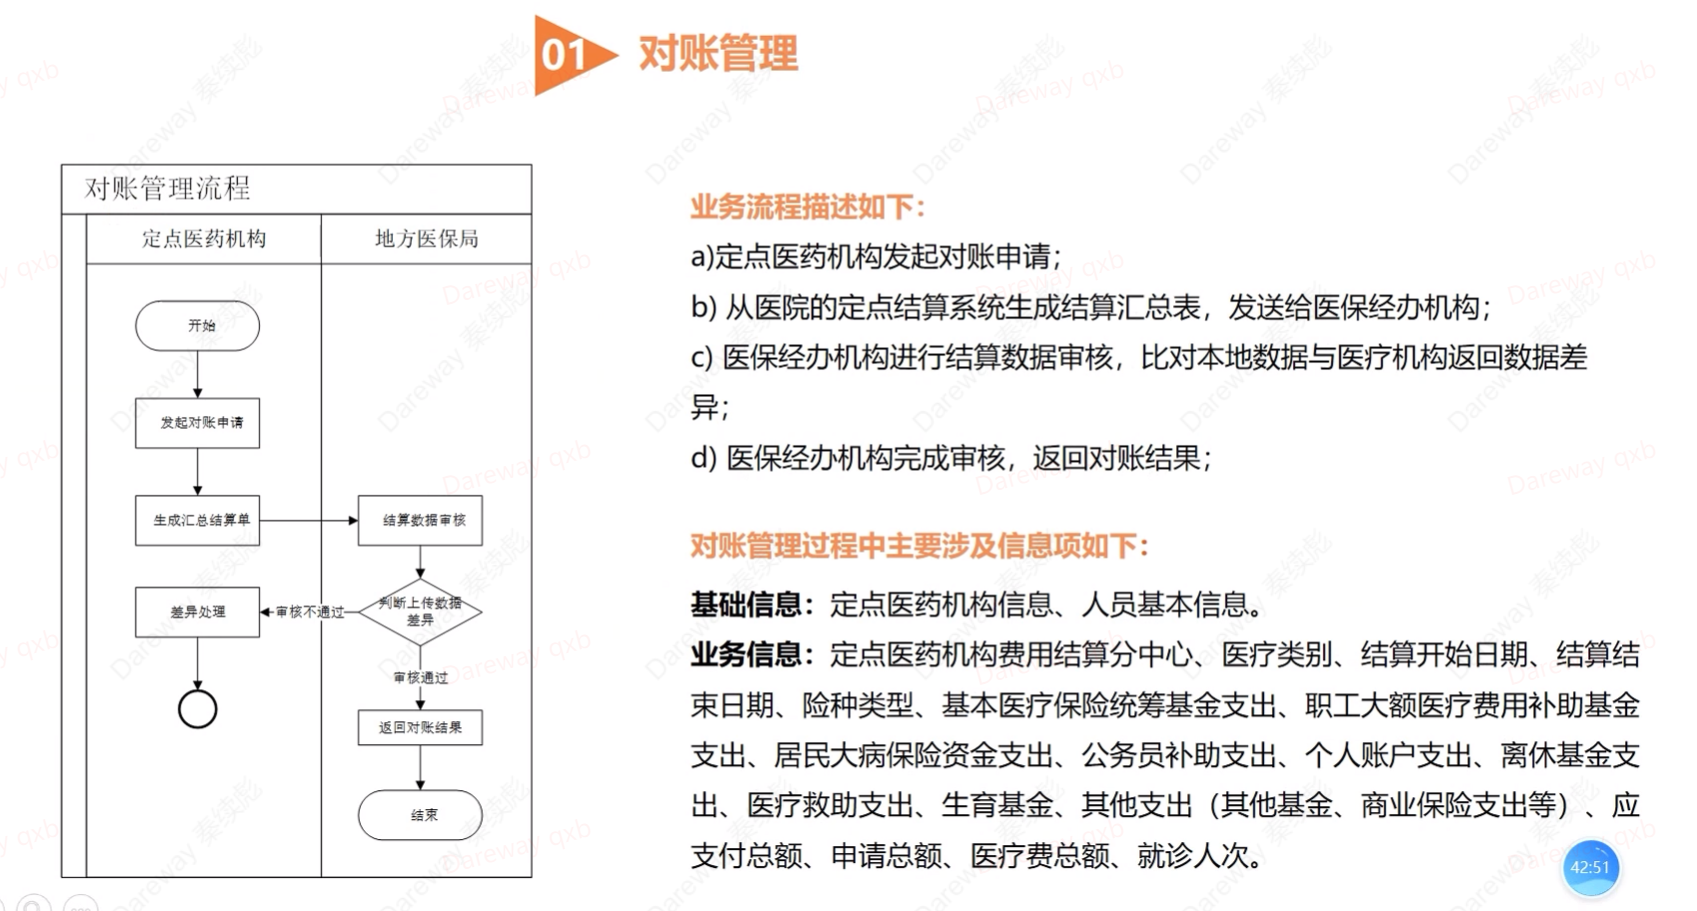 01
对账管理
对账管理流程
定点医药机构
地方医保局
开始
发起对账申请
生成汇总结算单
结算数据审核
差异处理
审核不通过
判断上传数据
差异
审核通过
返回对账结果
结束
业务流程描述如下：
a)定点医药机构发起对账申请；
b) 从医院的定点结算系统生成结算汇总表，发送给医保经办机构；
c) 医保经办机构进行结算数据审核，比对本地数据与医疗机构返回数据差
异；
d) 医保经办机构完成审核，返回对账结果；
对账管理过程中主要涉及信息项如下：
基础信息：定点医药机构信息、人员基本信息。
业务信息：定点医药机构费用结算分中心、医疗类别、结算开始日期、结算结
束日期、险种类型、基本医疗保险统筹基金支出、职工大额医疗费用补助基金
支出、居民大病保险资金支出、公务员补助支出、个人账户支出、离休基金支
出、医疗救助支出、生育基金、其他支出（其他基金、商业保险支出等）、应
支付总额、申请总额、医疗费总额、就诊人次。
42:51
Dareway 秦续彪
Dareway qxb